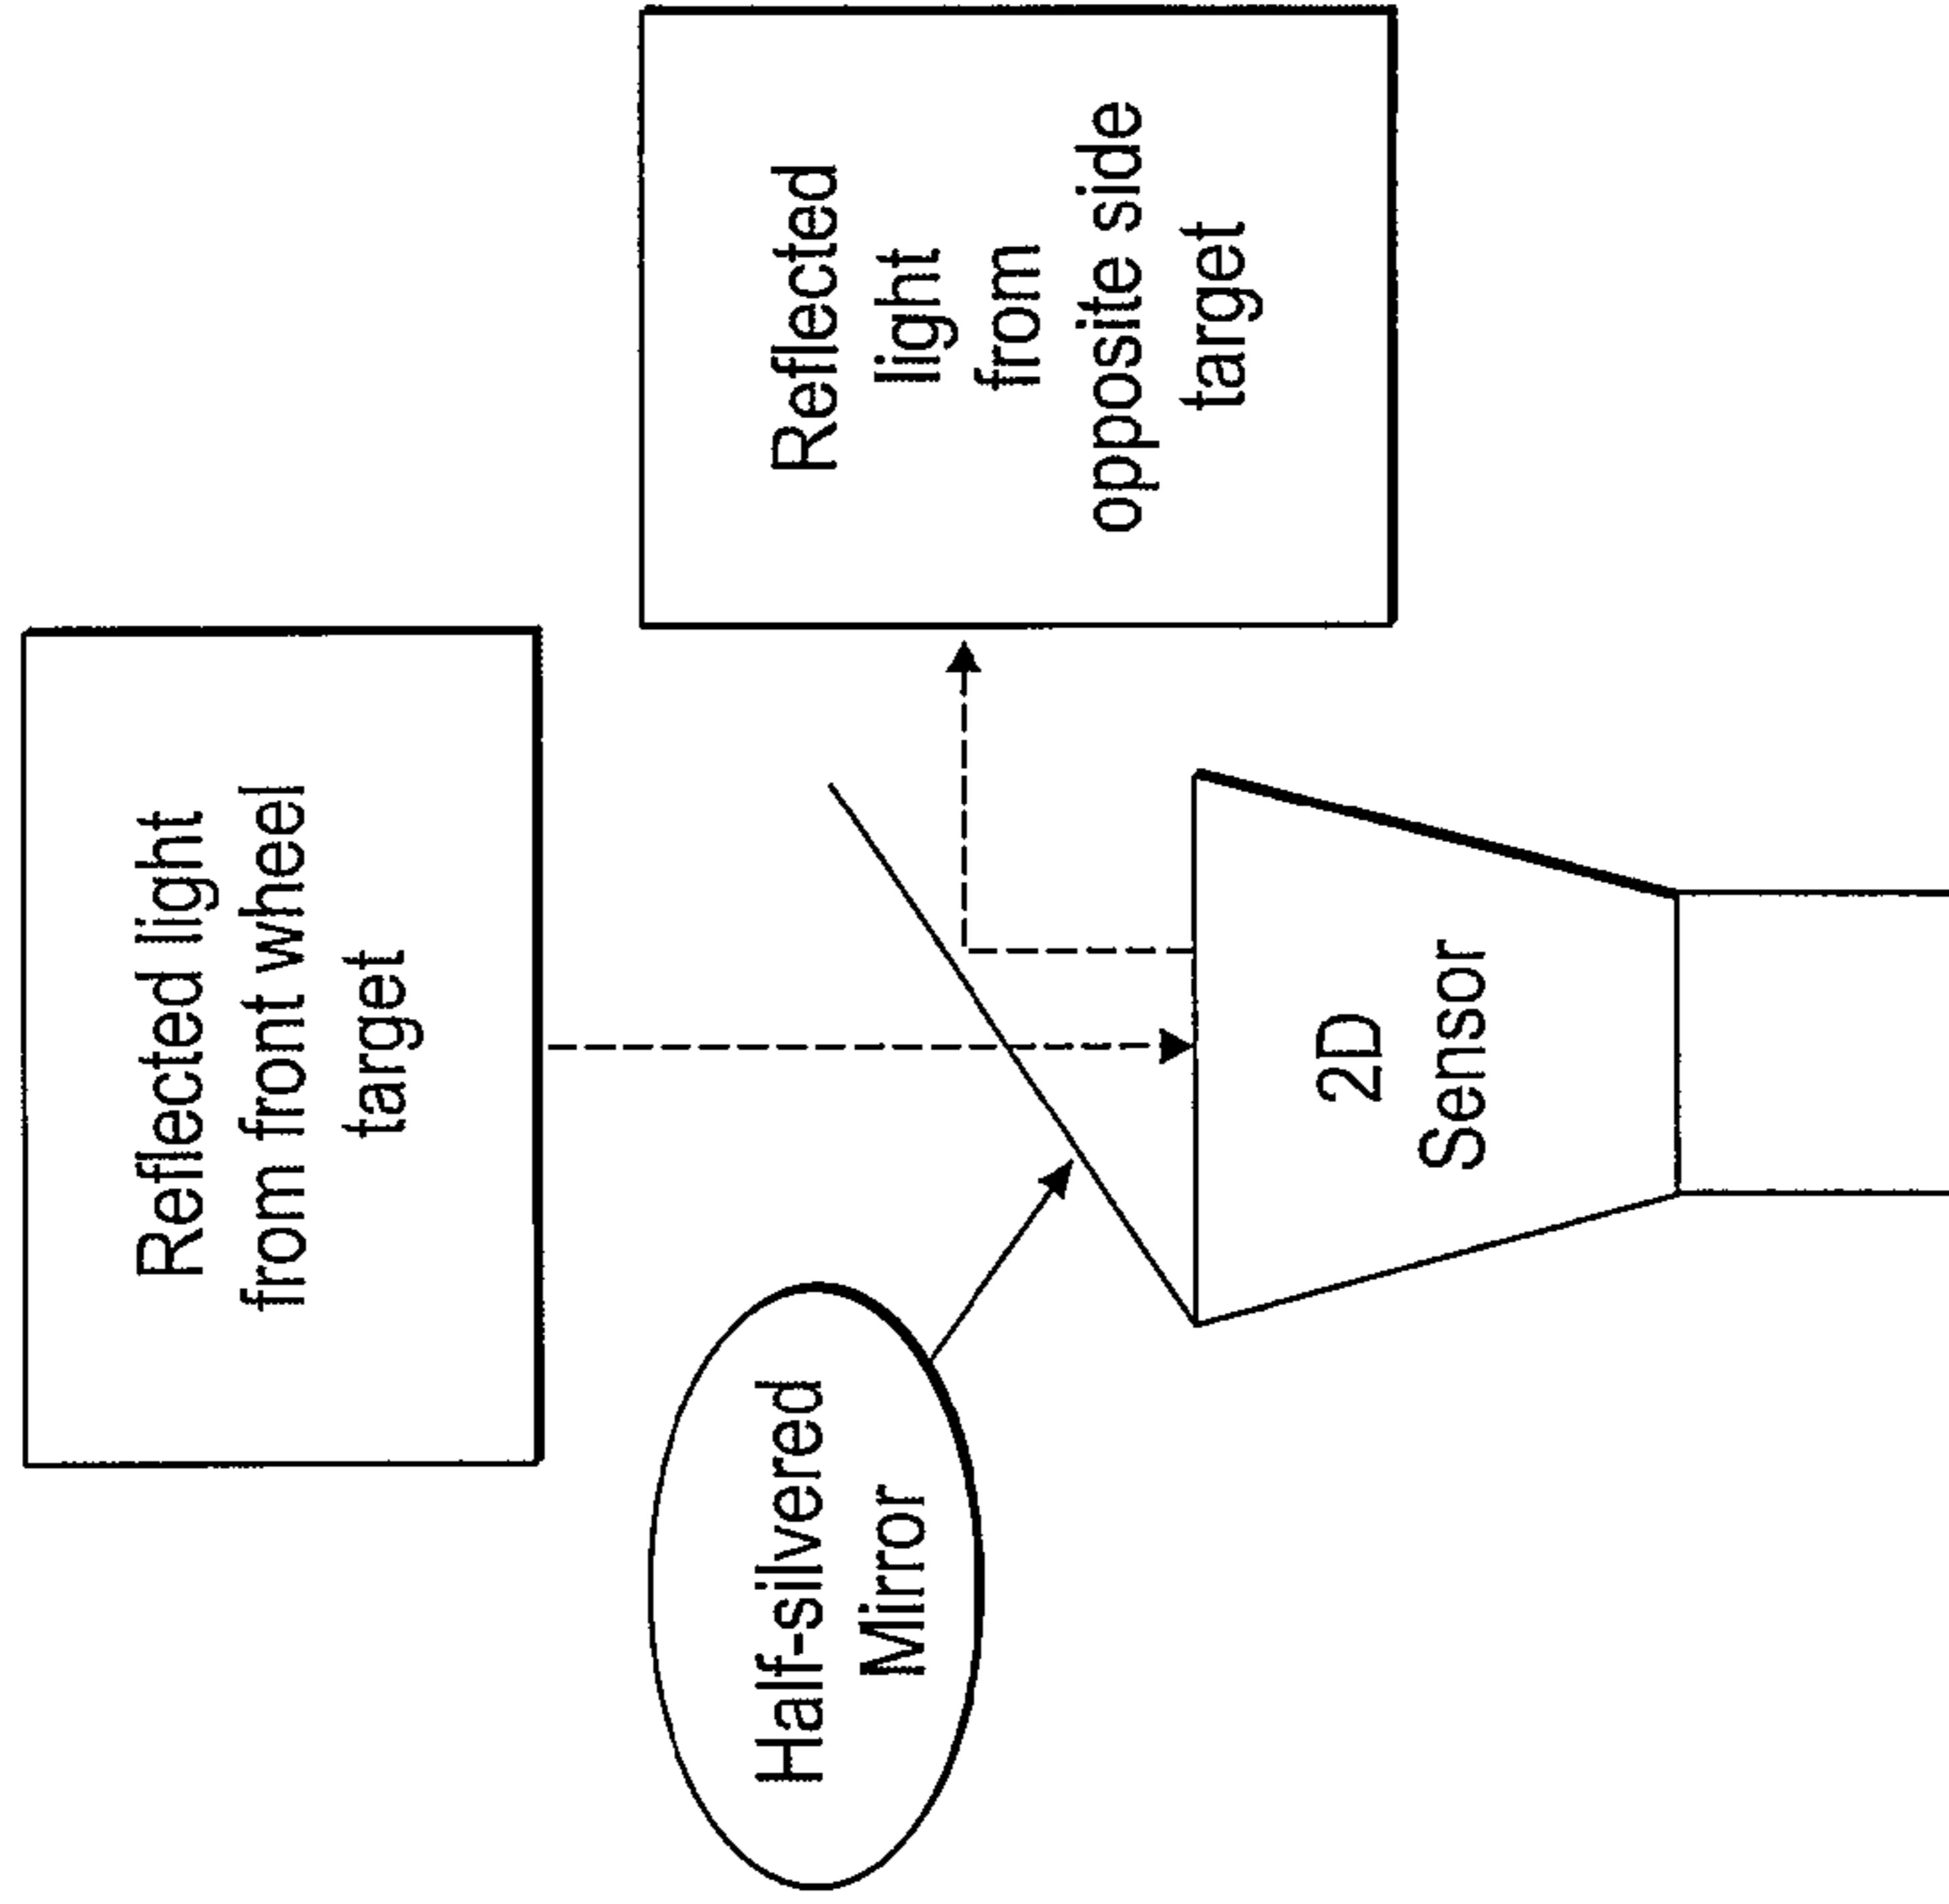 Reflected light
from front wheel
target
Reflected
light
from
opposite side
target
Half-silvered
Mirror
2D
Sensor